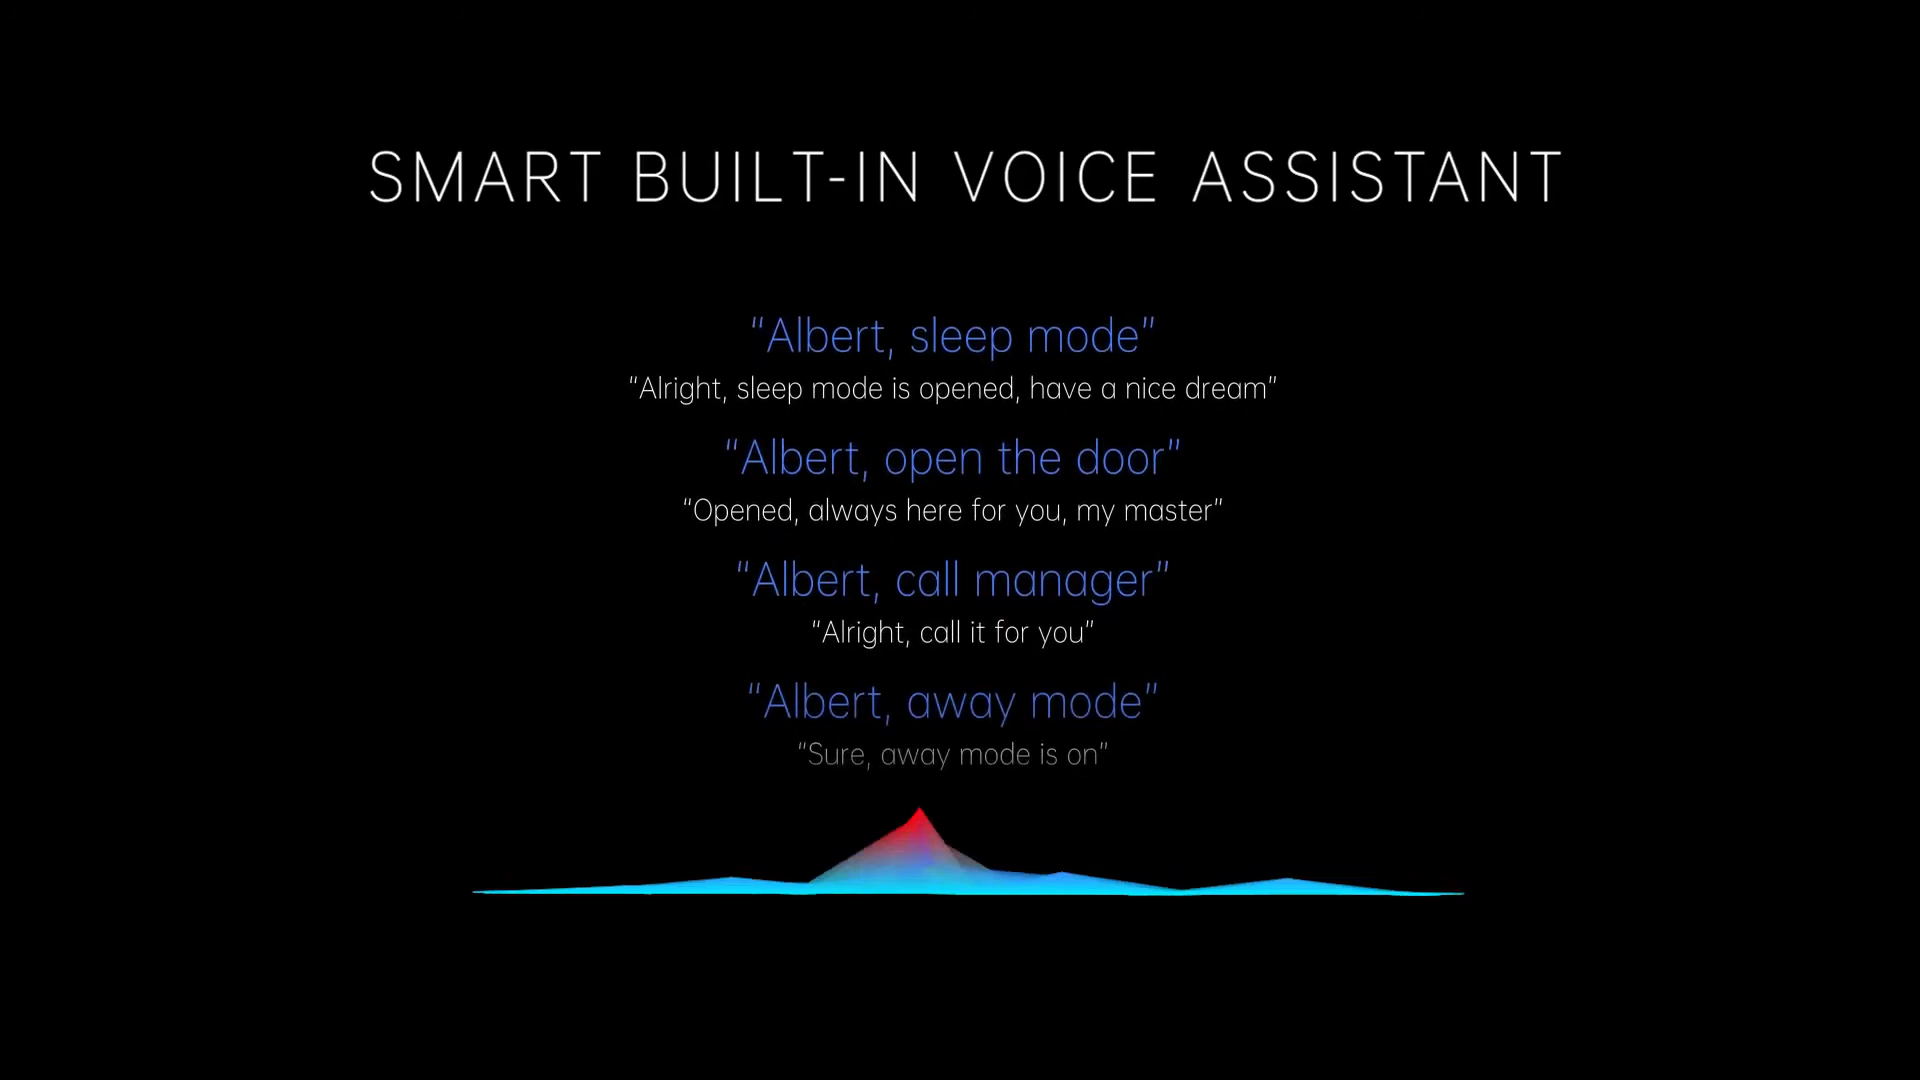 SMART BUILT-IN VOICE ASSISTANT
“Albert, sleep mode”
“Alright, sleep mode is opened, have a nice dream”
“Albert, open the door”
“Opened, always here for you, my master”
“Albert, call manager”
“Alright, call it for you”
“Albert, away mode”
“Sure, away mode is on”